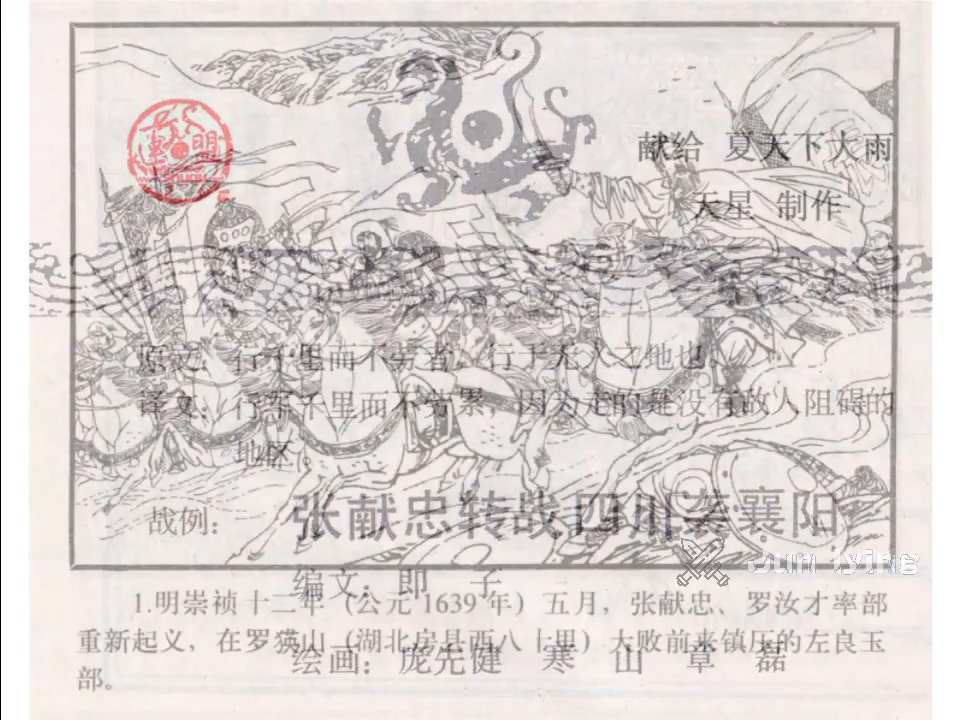 献给 夏天下大雨
天星 制作
原文：行千里而不劳者，行于无人之地也
译文：行军千里而不劳累，因为走的是没有敌人阻碍的
地区。
战例： 张献忠转战四川袭襄阳
编文：即 子
1.明崇祯十二年（公元1639年）五月，张献忠、罗汝才率部
重新起义，在罗㺍山（湖北房县西八十里）大败前来镇压的左良玉
部。
绘画：庞先健 寒 山 章 磊